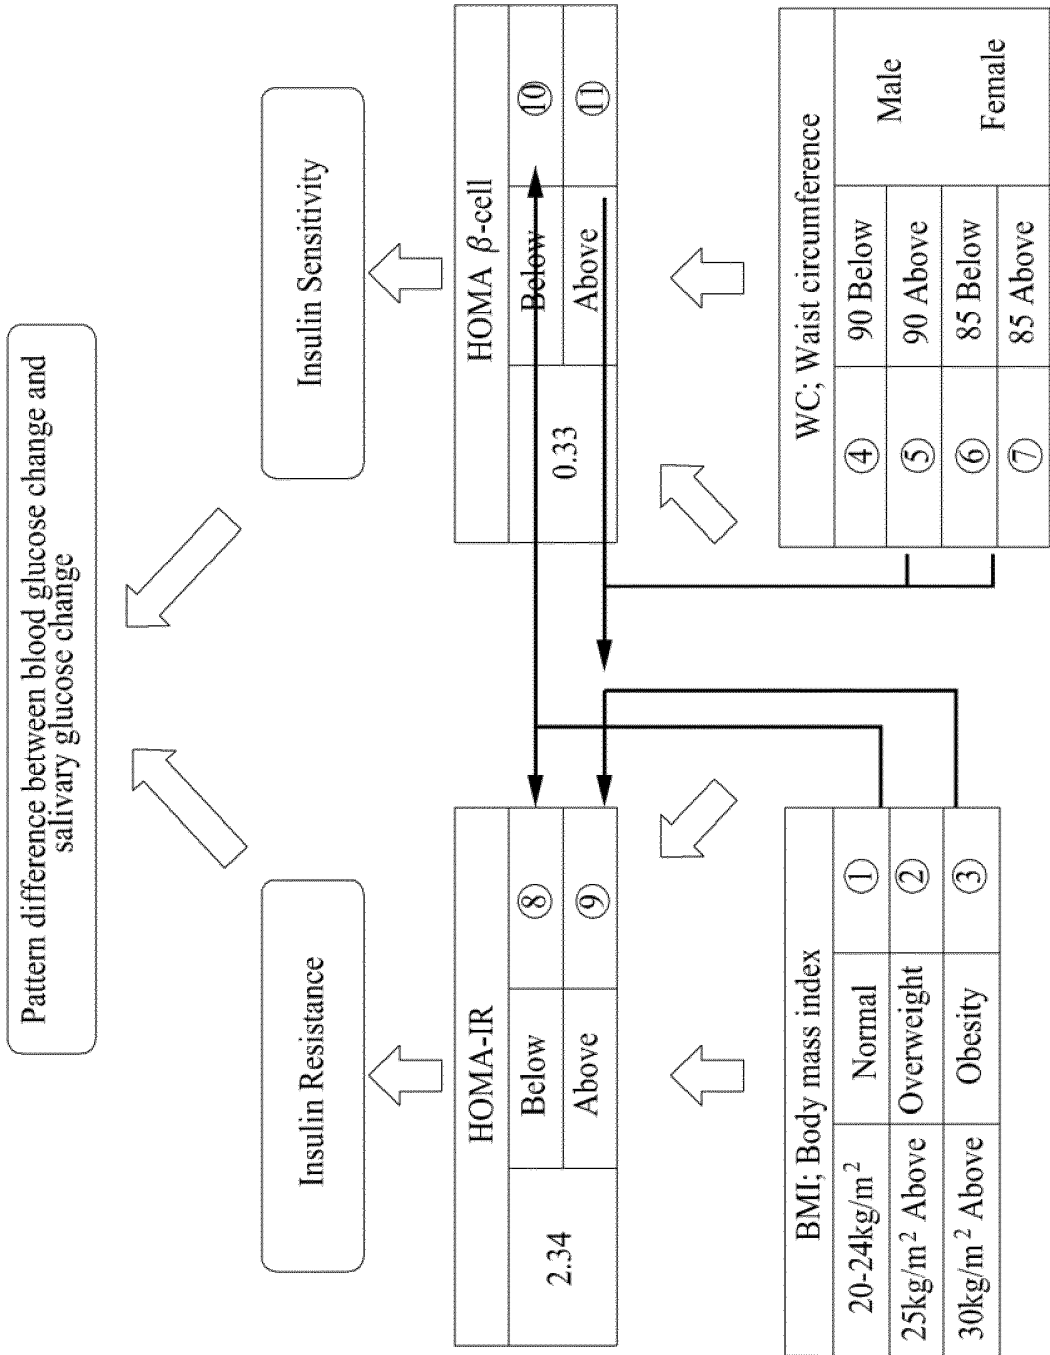 Pattern difference between blood glucose change and
salivary glucose change
Insulin Resistance
Insulin Sensitivity
HOMA-IR
2.34
Below
⑧
Above
⑨
HOMA β-cell
0.33
Below
⑩
Above
⑪
BMI; Body mass index
20-24kg/m²
Normal
①
25kg/m² Above
Overweight
②
30kg/m² Above
Obesity
③
WC; Waist circumference
④
90 Below
Male
⑤
90 Above
⑥
85 Below
Female
⑦
85 Above